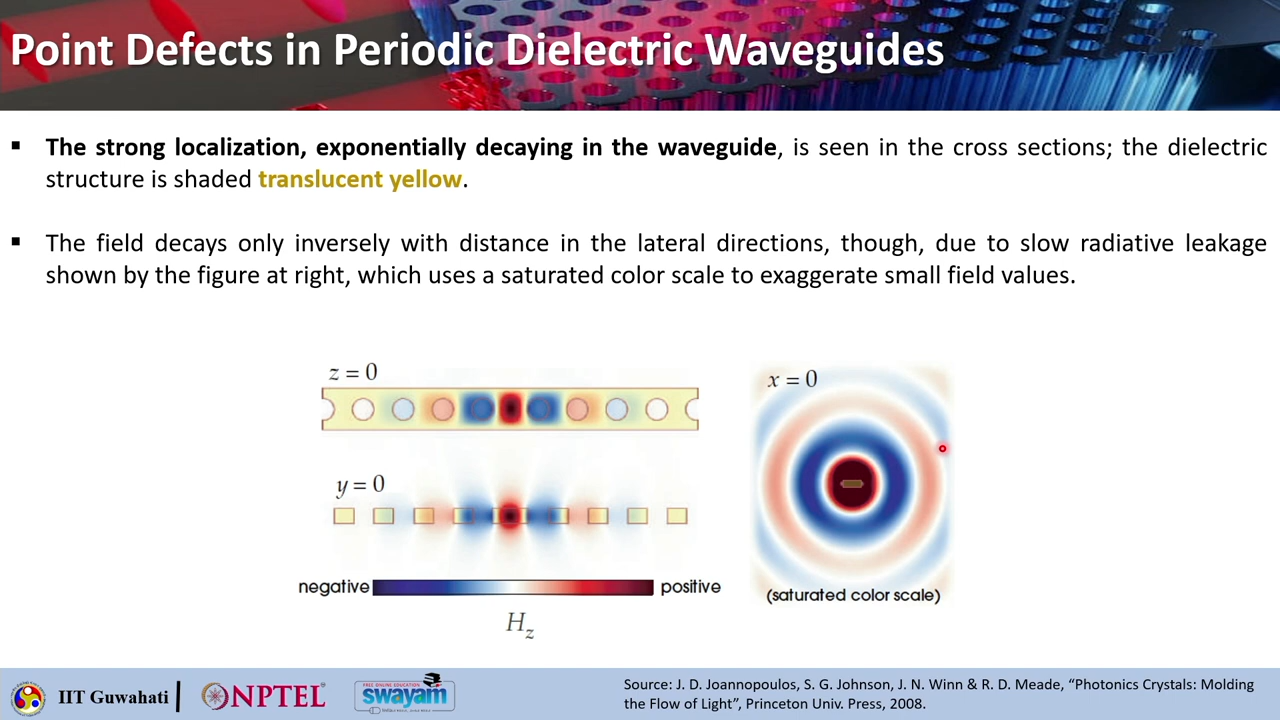 Point Defects in Periodic Dielectric Waveguides
▪ The strong localization, exponentially decaying in the waveguide, is seen in the cross sections; the dielectric
structure is shaded translucent yellow.
▪ The field decays only inversely with distance in the lateral directions, though, due to slow radiative leakage
shown by the figure at right, which uses a saturated color scale to exaggerate small field values.
z = 0
y = 0
negative positive
H_z
x = 0
(saturated color scale)
IIT Guwahati
NPTEL
FREE ONLINE EDUCATION
swayam
Source: J. D. Joannopoulos, S. G. Johnson, J. N. Winn & R. D. Meade, “Photonics Crystals: Molding
the Flow of Light”, Princeton Univ. Press, 2008.